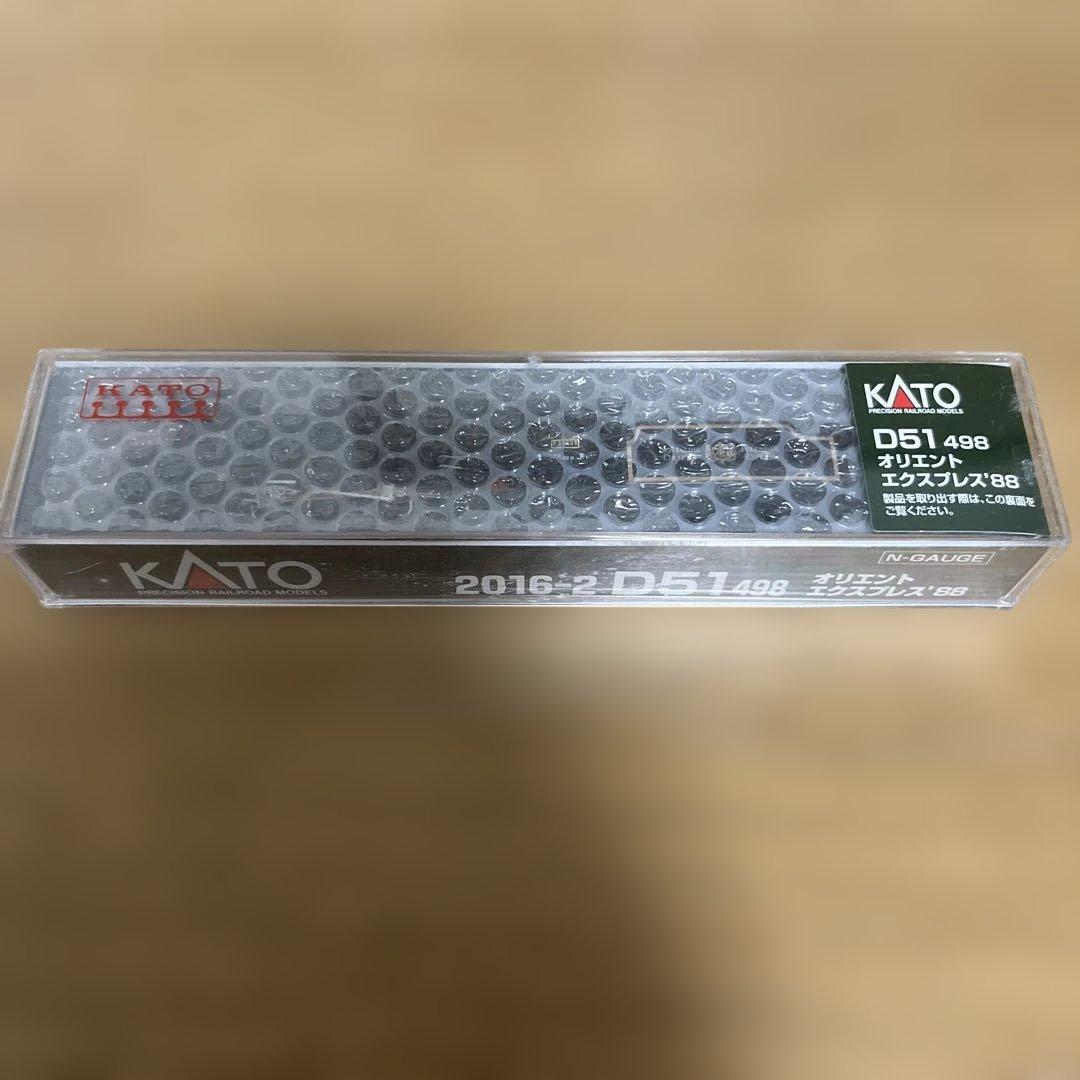 KATO
KATO
PRECISION RAILROAD MODELS
D51 498
オリエント
エクスプレス'88
製品を取り出す際は、この裏面を
ご覧ください。
N-GAUGE
KATO
PRECISION RAILROAD MODELS
2016-2 D51 498
オリエント
エクスプレス'88